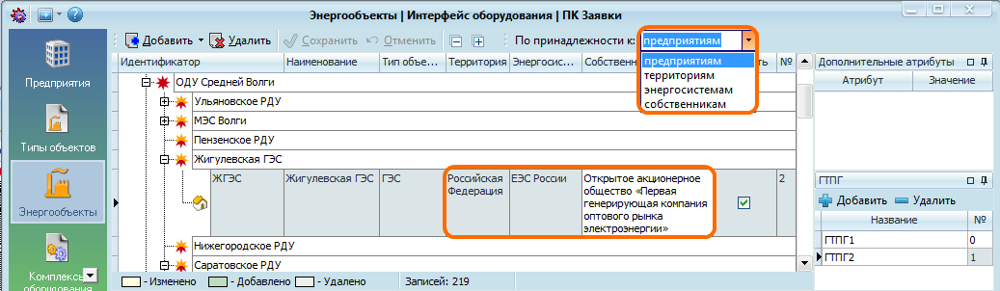 Энергообъекты | Интерфейс оборудования | ПК Заявки
Предприятия
Типы объектов
Энергообъекты
Комплексы
оборудования
Добавить Удалить Сохранить Отменить По принадлежности к: предприятиям
предприятиям
территориям
энергосистемам
собственникам
Идентификатор Наименование Тип объе... Территория Энергосис... Собственн №
ОДУ Средней Волги
Ульяновское РДУ
МЭС Волги
Пензенское РДУ
Жигулевская ГЭС
ЖГЭС Жигулевская ГЭС ГЭС Российская Федерация ЕЭС России Открытое акционерное 2
общество «Первая
генерирующая компания
оптового рынка
электроэнергии»
Нижегородское РДУ
Саратовское РДУ
- Изменено - Добавлено - Удалено Записей: 219
Дополнительные атрибуты
Атрибут Значение
ГТПГ
Добавить Удалить
Название №
ГТПГ1 0
ГТПГ2 1